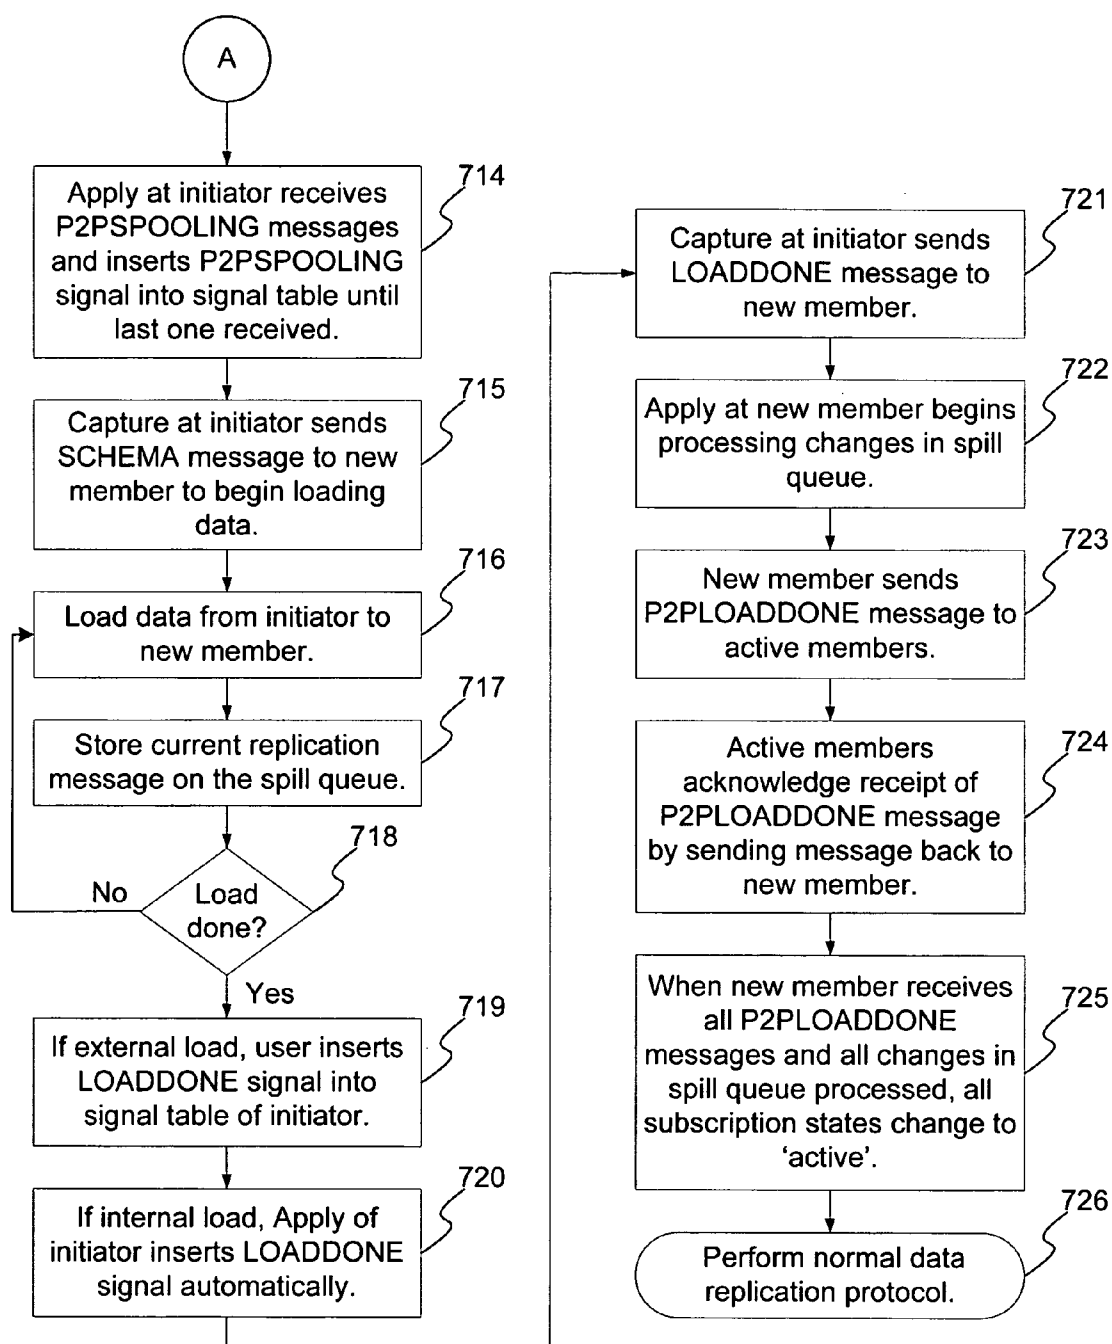 A
714
Apply at initiator receives
P2PSPOOLING messages
and inserts P2PSPOOLING
signal into signal table until
last one received.
715
Capture at initiator sends
SCHEMA message to new
member to begin loading
data.
716
Load data from initiator to
new member.
717
Store current replication
message on the spill queue.
718
Load
done?
No
Yes
719
If external load, user inserts
LOADDONE signal into
signal table of initiator.
720
If internal load, Apply of
initiator inserts LOADDONE
signal automatically.
721
Capture at initiator sends
LOADDONE message to
new member.
722
Apply at new member begins
processing changes in spill
queue.
723
New member sends
P2PLOADDONE message to
active members.
724
Active members
acknowledge receipt of
P2PLOADDONE message
by sending message back to
new member.
725
When new member receives
all P2PLOADDONE
messages and all changes in
spill queue processed, all
subscription states change to
‘active’.
726
Perform normal data
replication protocol.